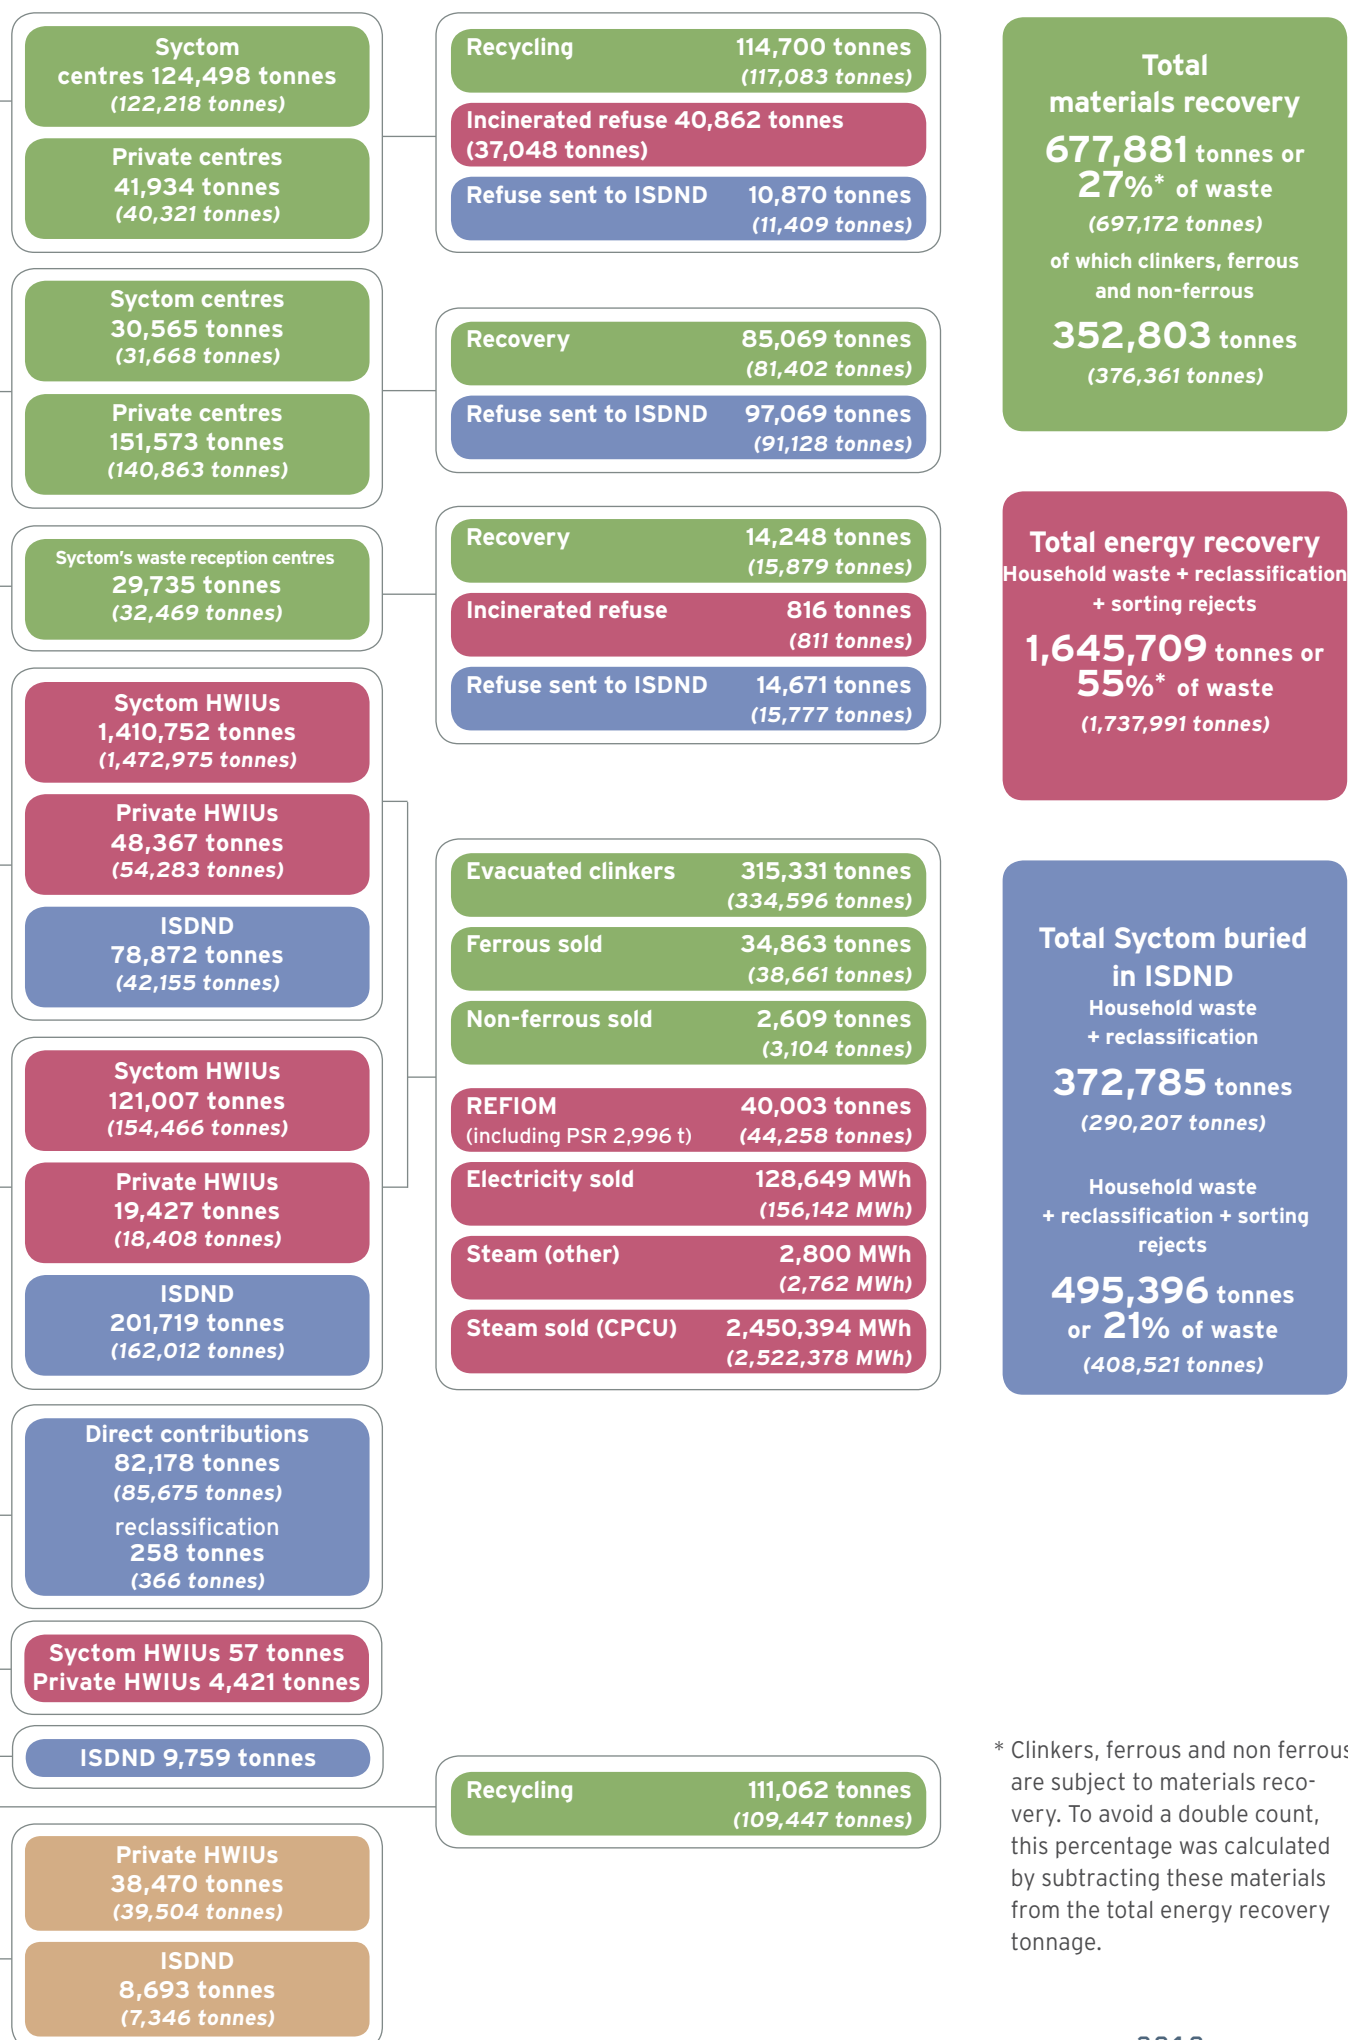 Syctom
centres 124,498 tonnes
(122,218 tonnes)
Private centres
41,934 tonnes
(40,321 tonnes)
Recycling 114,700 tonnes
(117,083 tonnes)
Incinerated refuse 40,862 tonnes
(37,048 tonnes)
Refuse sent to ISDND 10,870 tonnes
(11,409 tonnes)
Syctom centres
30,565 tonnes
(31,668 tonnes)
Private centres
151,573 tonnes
(140,863 tonnes)
Recovery 85,069 tonnes
(81,402 tonnes)
Refuse sent to ISDND 97,069 tonnes
(91,128 tonnes)
Syctom's waste reception centres
29,735 tonnes
(32,469 tonnes)
Recovery 14,248 tonnes
(15,879 tonnes)
Incinerated refuse 816 tonnes
(811 tonnes)
Refuse sent to ISDND 14,671 tonnes
(15,777 tonnes)
Syctom HWIUs
1,410,752 tonnes
(1,472,975 tonnes)
Private HWIUs
48,367 tonnes
(54,283 tonnes)
ISDND
78,872 tonnes
(42,155 tonnes)
Syctom HWIUs
121,007 tonnes
(154,466 tonnes)
Private HWIUs
19,427 tonnes
(18,408 tonnes)
ISDND
201,719 tonnes
(162,012 tonnes)
Evacuated clinkers 315,331 tonnes
(334,596 tonnes)
Ferrous sold 34,863 tonnes
(38,661 tonnes)
Non-ferrous sold 2,609 tonnes
(3,104 tonnes)
REFIOM 40,003 tonnes
(including PSR 2,996 t) (44,258 tonnes)
Electricity sold 128,649 MWh
(156,142 MWh)
Steam (other) 2,800 MWh
(2,762 MWh)
Steam sold (CPCU) 2,450,394 MWh
(2,522,378 MWh)
Direct contributions
82,178 tonnes
(85,675 tonnes)
reclassification
258 tonnes
(366 tonnes)
Syctom HWIUs 57 tonnes
Private HWIUs 4,421 tonnes
ISDND 9,759 tonnes
Recycling 111,062 tonnes
(109,447 tonnes)
Private HWIUs
38,470 tonnes
(39,504 tonnes)
ISDND
8,693 tonnes
(7,346 tonnes)
Total
materials recovery
677,881 tonnes or
27%* of waste
(697,172 tonnes)
of which clinkers, ferrous
and non-ferrous
352,803 tonnes
(376,361 tonnes)
Total energy recovery
Household waste + reclassification
+ sorting rejects
1,645,709 tonnes or
55%* of waste
(1,737,991 tonnes)
Total Syctom buried
in ISDND
Household waste
+ reclassification
372,785 tonnes
(290,207 tonnes)
Household waste
+ reclassification + sorting
rejects
495,396 tonnes
or 21% of waste
(408,521 tonnes)
* Clinkers, ferrous and non ferrous
are subject to materials reco-
very. To avoid a double count,
this percentage was calculated
by subtracting these materials
from the total energy recovery
tonnage.